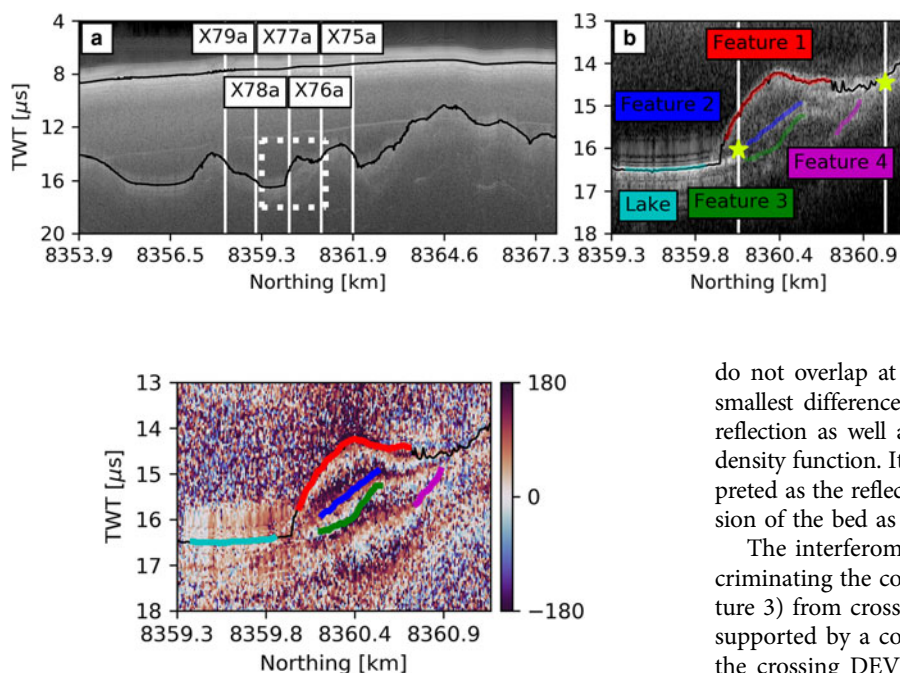 a
X79a X77a X75a
X78a X76a
4
8
12
16
20
TWT [μs]
8353.9 8356.5 8359.3 8361.9 8364.6 8367.3
Northing [km]
b
Feature 1
Feature 2
Feature 4
Lake Feature 3
13
14
15
16
17
18
8359.3 8359.8 8360.4 8360.9
Northing [km]
13
14
15
16
17
18
TWT [μs]
8359.3 8359.8 8360.4 8360.9
Northing [km]
180
0
−180
do not overlap at
smallest difference
reflection as well a
density function. It
preted as the reflec
sion of the bed as
The interferom
criminating the co
ture 3) from cross
supported by a co
the crossing DEV